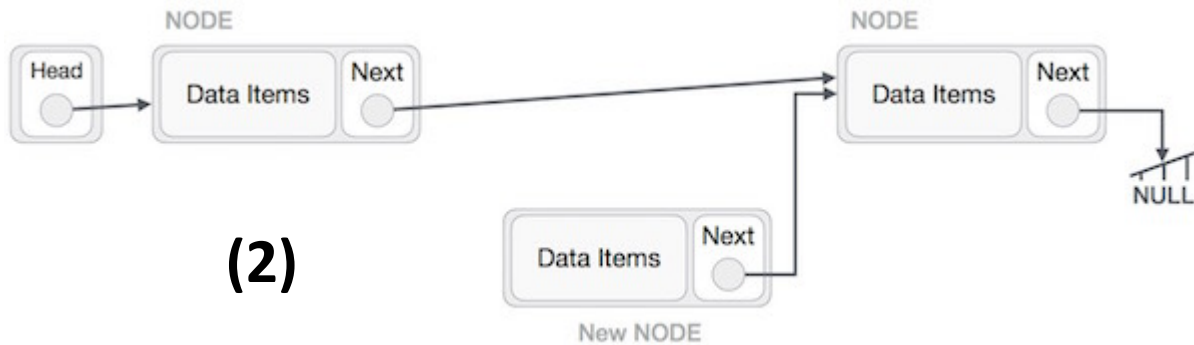 NODE
NODE
Head
Data Items
Next
Data Items
Next
NULL
(2)
Data Items
Next
New NODE